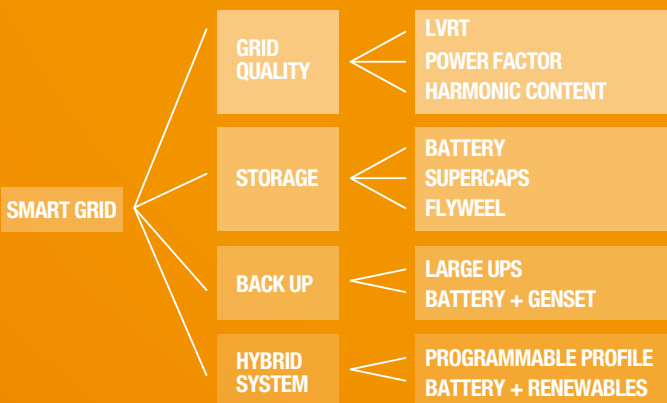 SMART GRID
GRID
QUALITY
LVRT
POWER FACTOR
HARMONIC CONTENT
STORAGE
BATTERY
SUPERCAPS
FLYWEEL
BACK UP
LARGE UPS
BATTERY + GENSET
HYBRID
SYSTEM
PROGRAMMABLE PROFILE
BATTERY + RENEWABLES